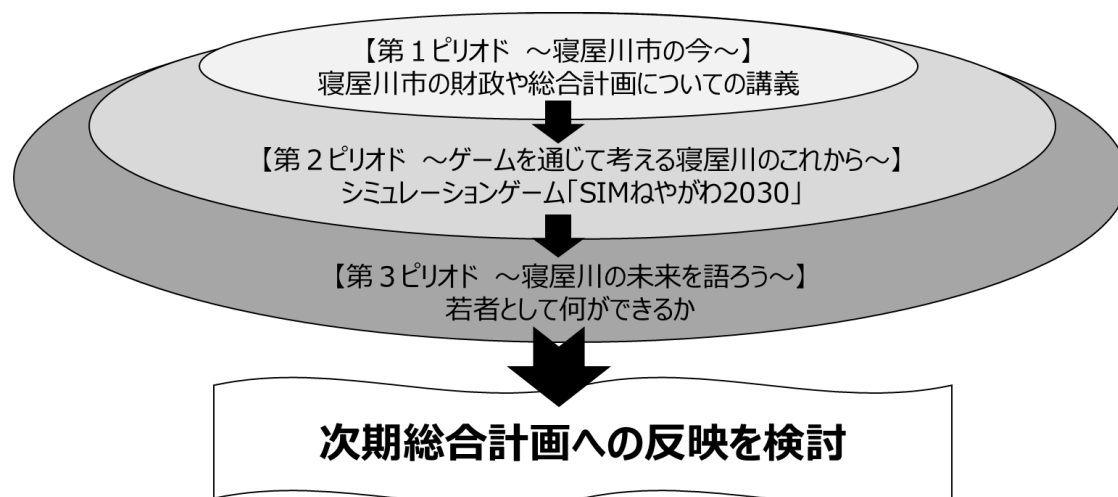 【第１ピリオド ～寝屋川市の今～】
寝屋川市の財政や総合計画についての講義
【第２ピリオド ～ゲームを通じて考える寝屋川のこれから～】
シミュレーションゲーム「SIMねやがわ2030」
【第３ピリオド ～寝屋川の未来を語ろう～】
若者として何ができるか
次期総合計画への反映を検討